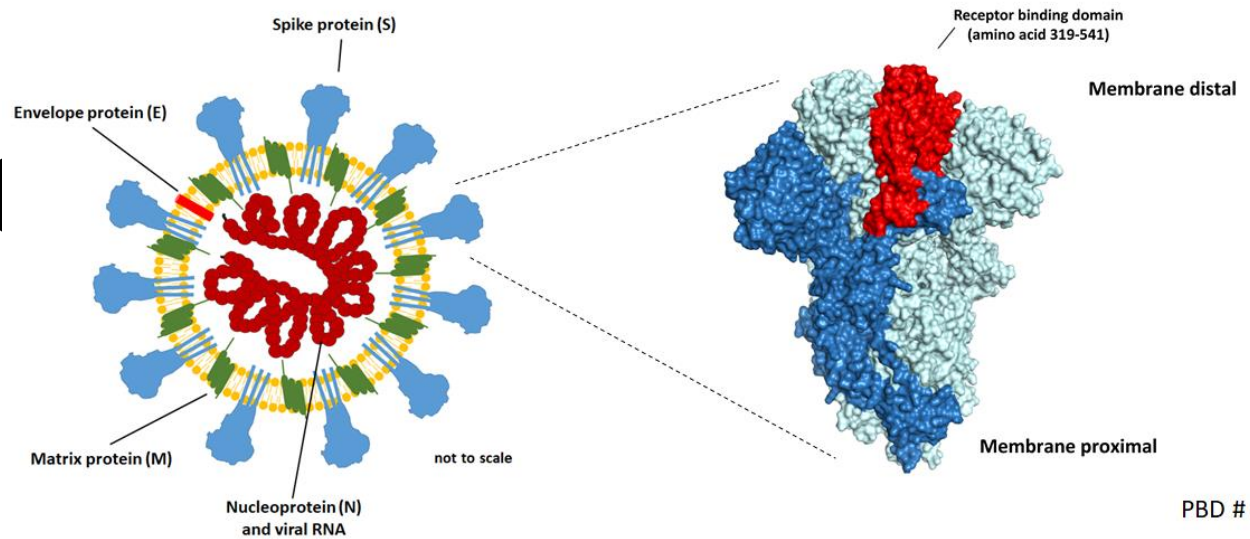 Spike protein (S)
Envelope protein (E)
Matrix protein (M)
Nucleoprotein (N)
and viral RNA
not to scale
Receptor binding domain
(amino acid 319-541)
Membrane distal
Membrane proximal
PBD #